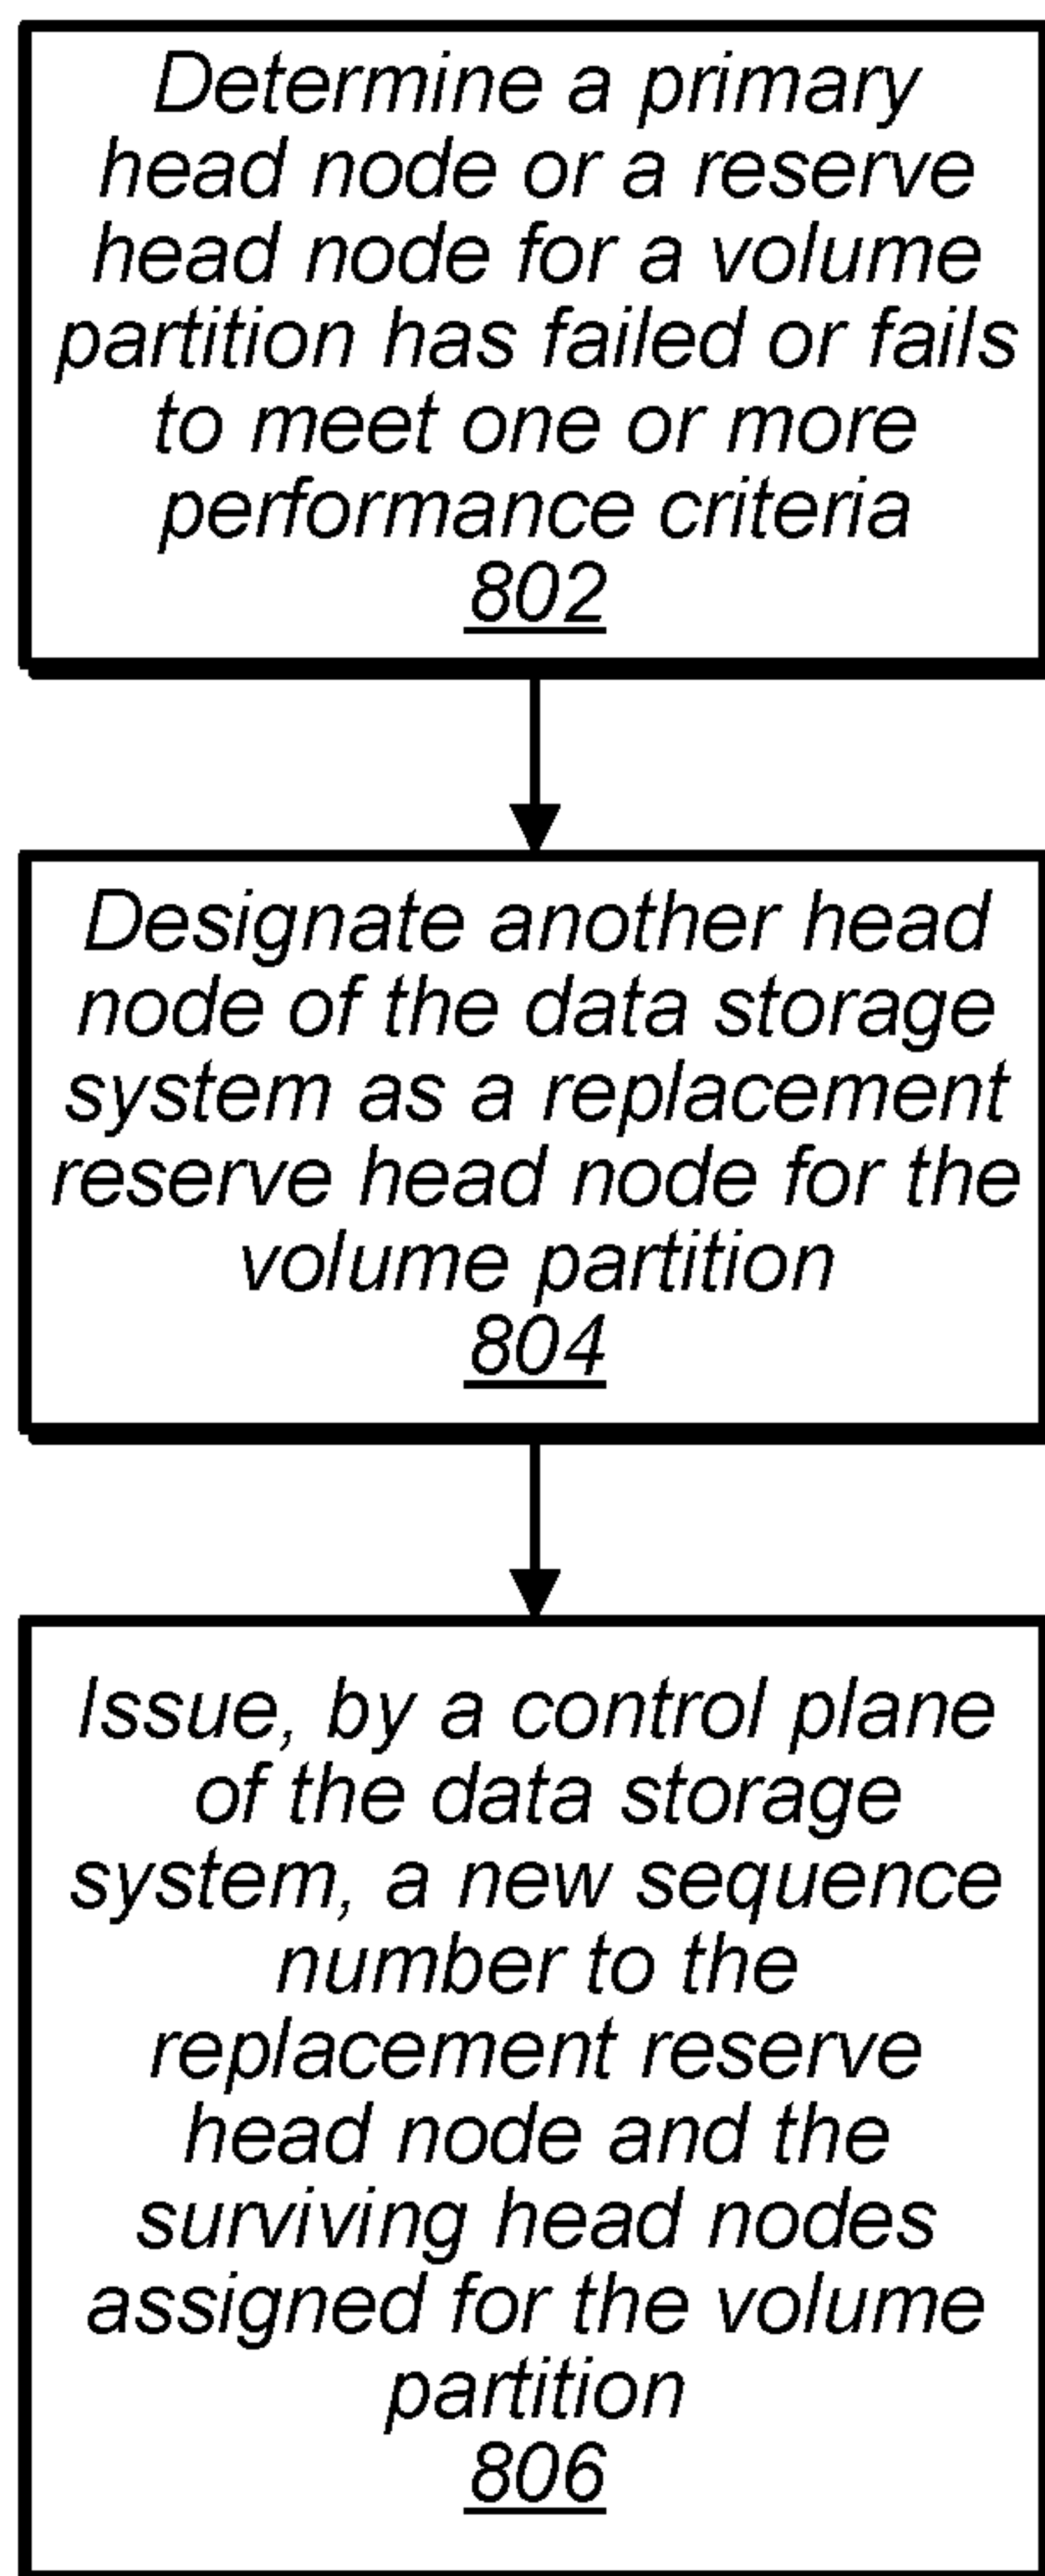 Determine a primary
head node or a reserve
head node for a volume
partition has failed or fails
to meet one or more
performance criteria
802
Designate another head
node of the data storage
system as a replacement
reserve head node for the
volume partition
804
Issue, by a control plane
of the data storage
system, a new sequence
number to the
replacement reserve
head node and the
surviving head nodes
assigned for the volume
partition
806